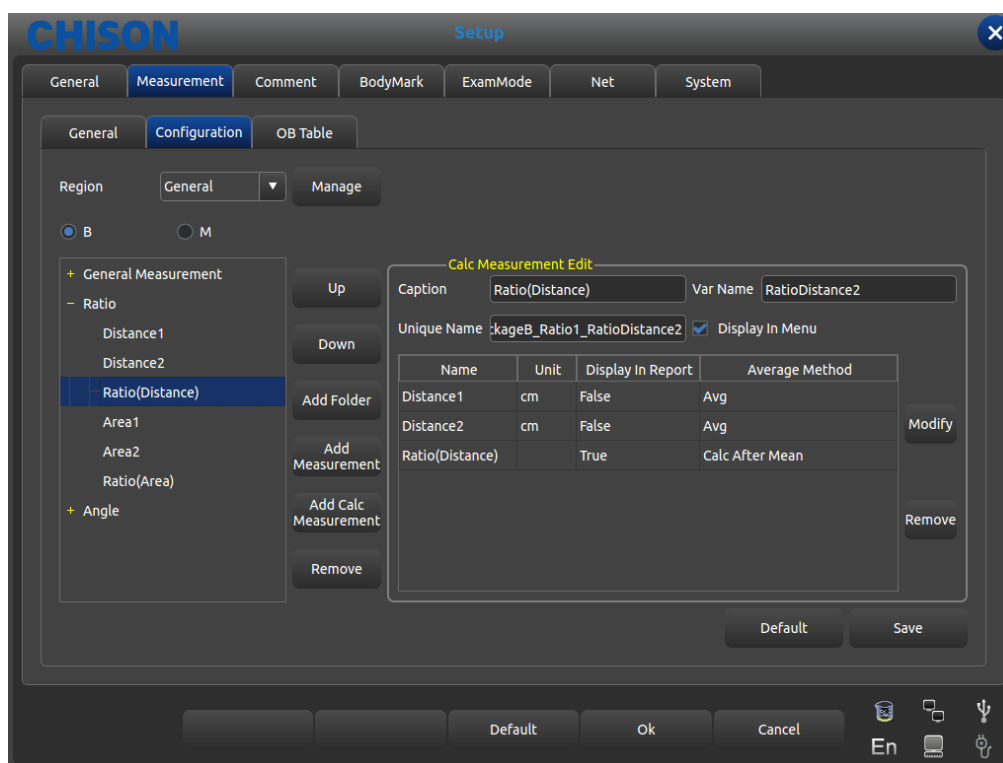 CHISON
Setup
General Measurement Comment BodyMark ExamMode Net System
General Configuration OB Table
Region General Manage
B M
+ General Measurement
− Ratio
Distance1
Distance2
Ratio(Distance)
Area1
Area2
Ratio(Area)
+ Angle
Up
Down
Add Folder
Add
Measurement
Add Calc
Measurement
Remove
Calc Measurement Edit
Caption Ratio(Distance) Var Name RatioDistance2
Unique Name ckageB_Ratio1_RatioDistance2 Display In Menu
Name Unit Display In Report Average Method
Distance1 cm False Avg
Distance2 cm False Avg
Ratio(Distance) True Calc After Mean
Modify
Remove
Default Save
Default Ok Cancel
En